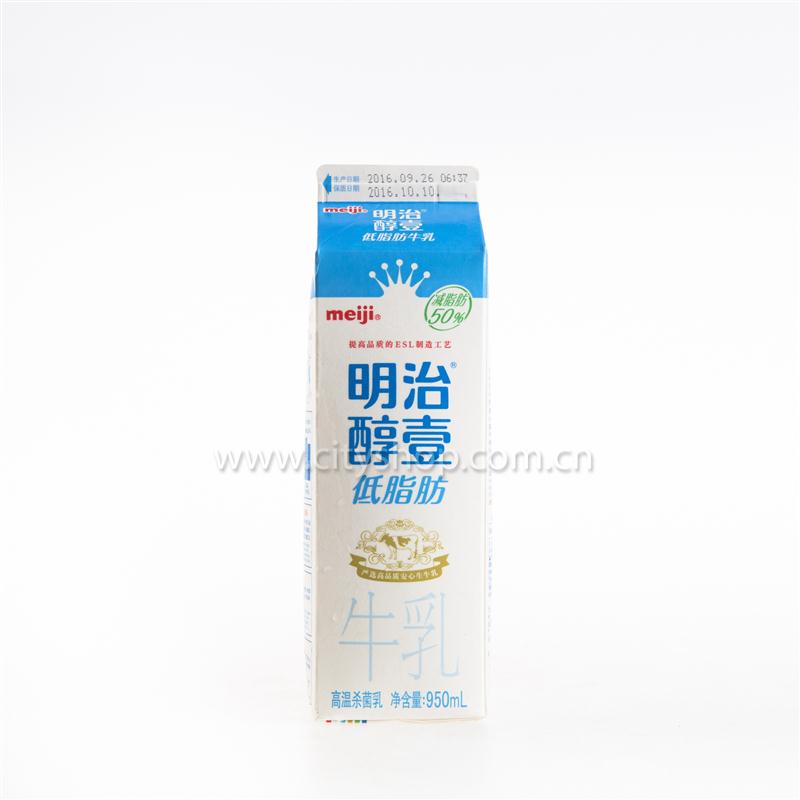 生产日期 2016.09.26 06:37
保质日期 2016.10.10.
meiji®
明治®
醇壹
低脂肪牛乳
meiji®
减脂肪
50%
提高品质的ESL制造工艺
明治®
醇壹
www.cityshop.com.cn
低脂肪
严选高品质安心生牛乳
牛乳
高温杀菌乳 净含量:950mL